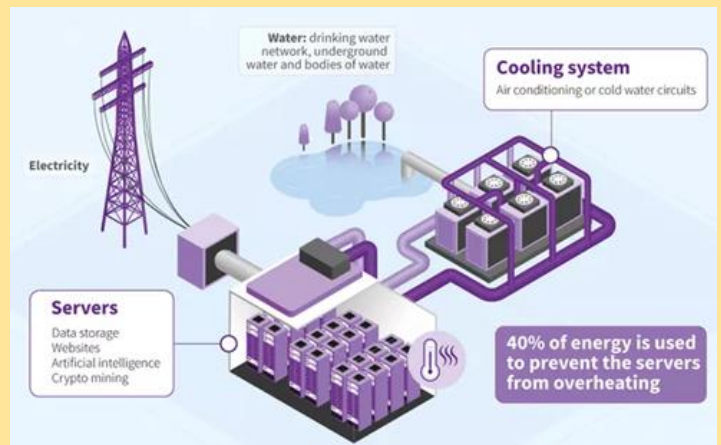 Water: drinking water
network, underground
water and bodies of water
Cooling system
Air conditioning or cold water circuits
Electricity
Servers
Data storage
Websites
Artificial intelligence
Crypto mining
40% of energy is used
to prevent the servers
from overheating